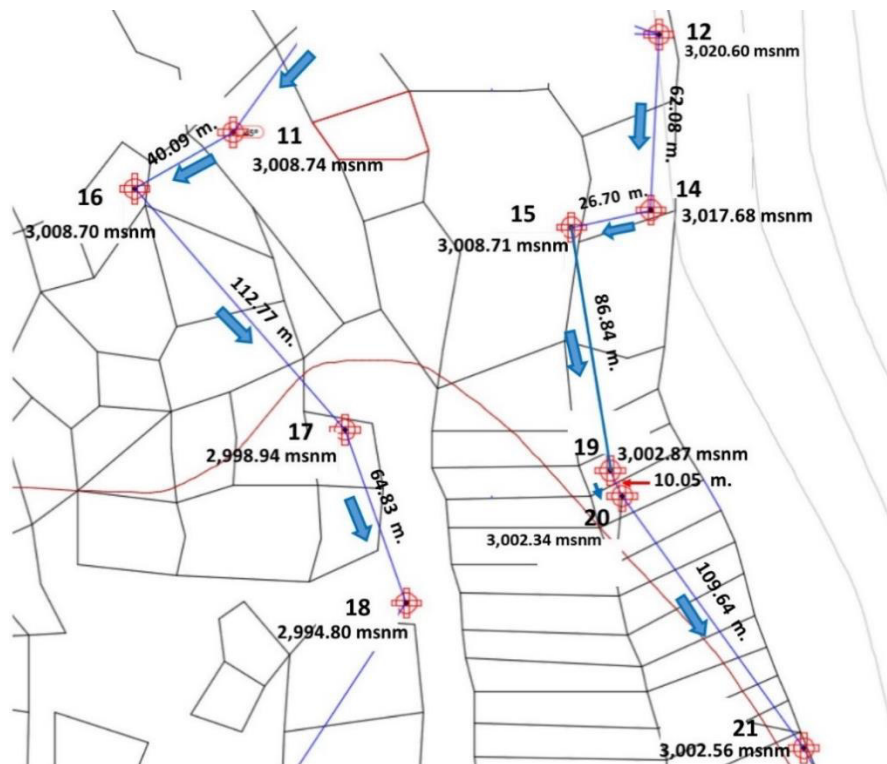 12
3,020.60 msnm
62.08 m.
11
3,008.74 msnm
40.09 m.
16
3,008.70 msnm
14
3,017.68 msnm
26.70 m.
15
3,008.71 msnm
112.77 m.
86.84 m.
17
2,998.94 msnm
19
3,002.87 msnm
10.05 m.
20
3,002.34 msnm
64.83 m.
18
2,994.80 msnm
109.64 m.
21
3,002.56 msnm